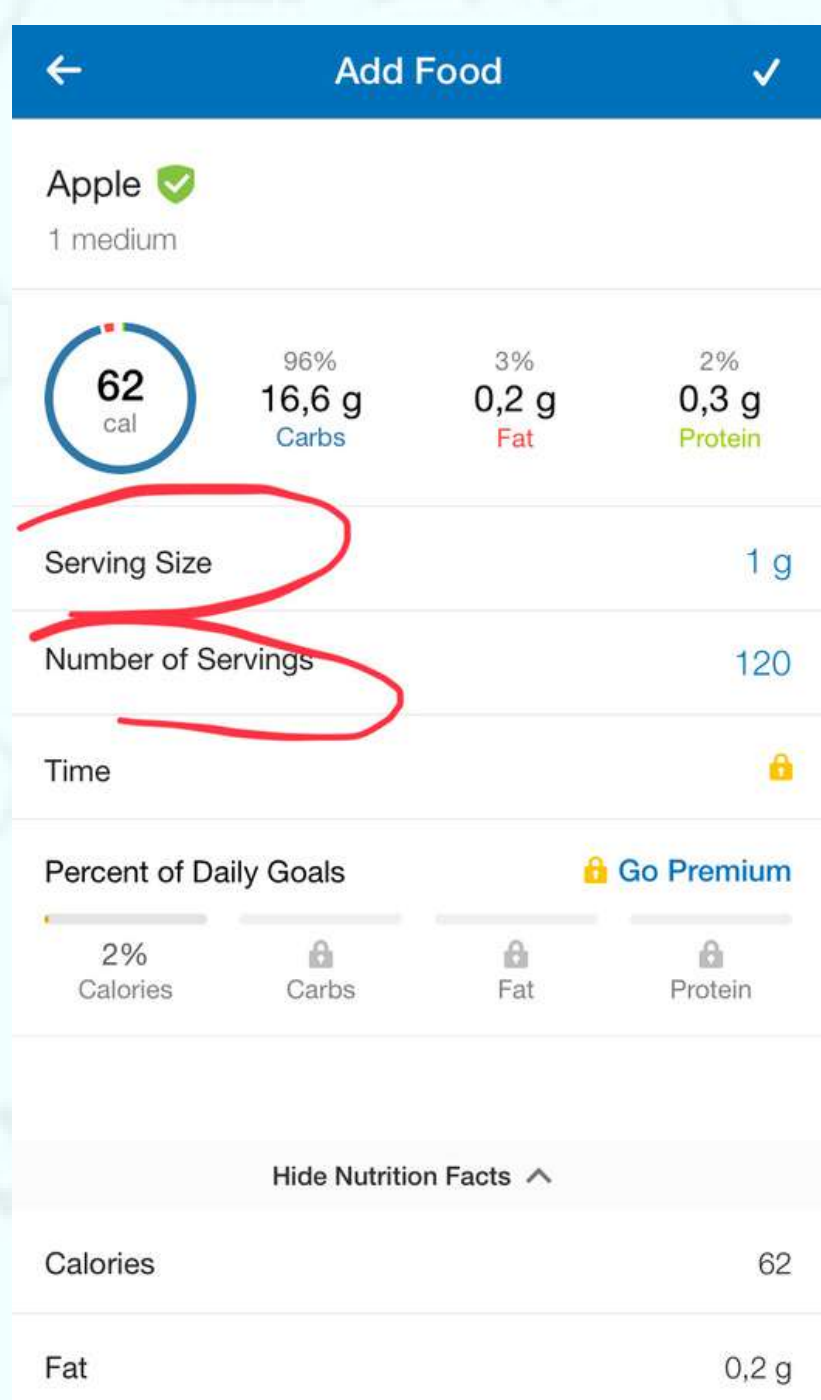 Add Food
Apple
1 medium
62
cal
96%
16,6 g
Carbs
3%
0,2 g
Fat
2%
0,3 g
Protein
Serving Size 1 g
Number of Servings 120
Time
Percent of Daily Goals Go Premium
2%
Calories
Carbs
Fat
Protein
Hide Nutrition Facts
Calories 62
Fat 0,2 g